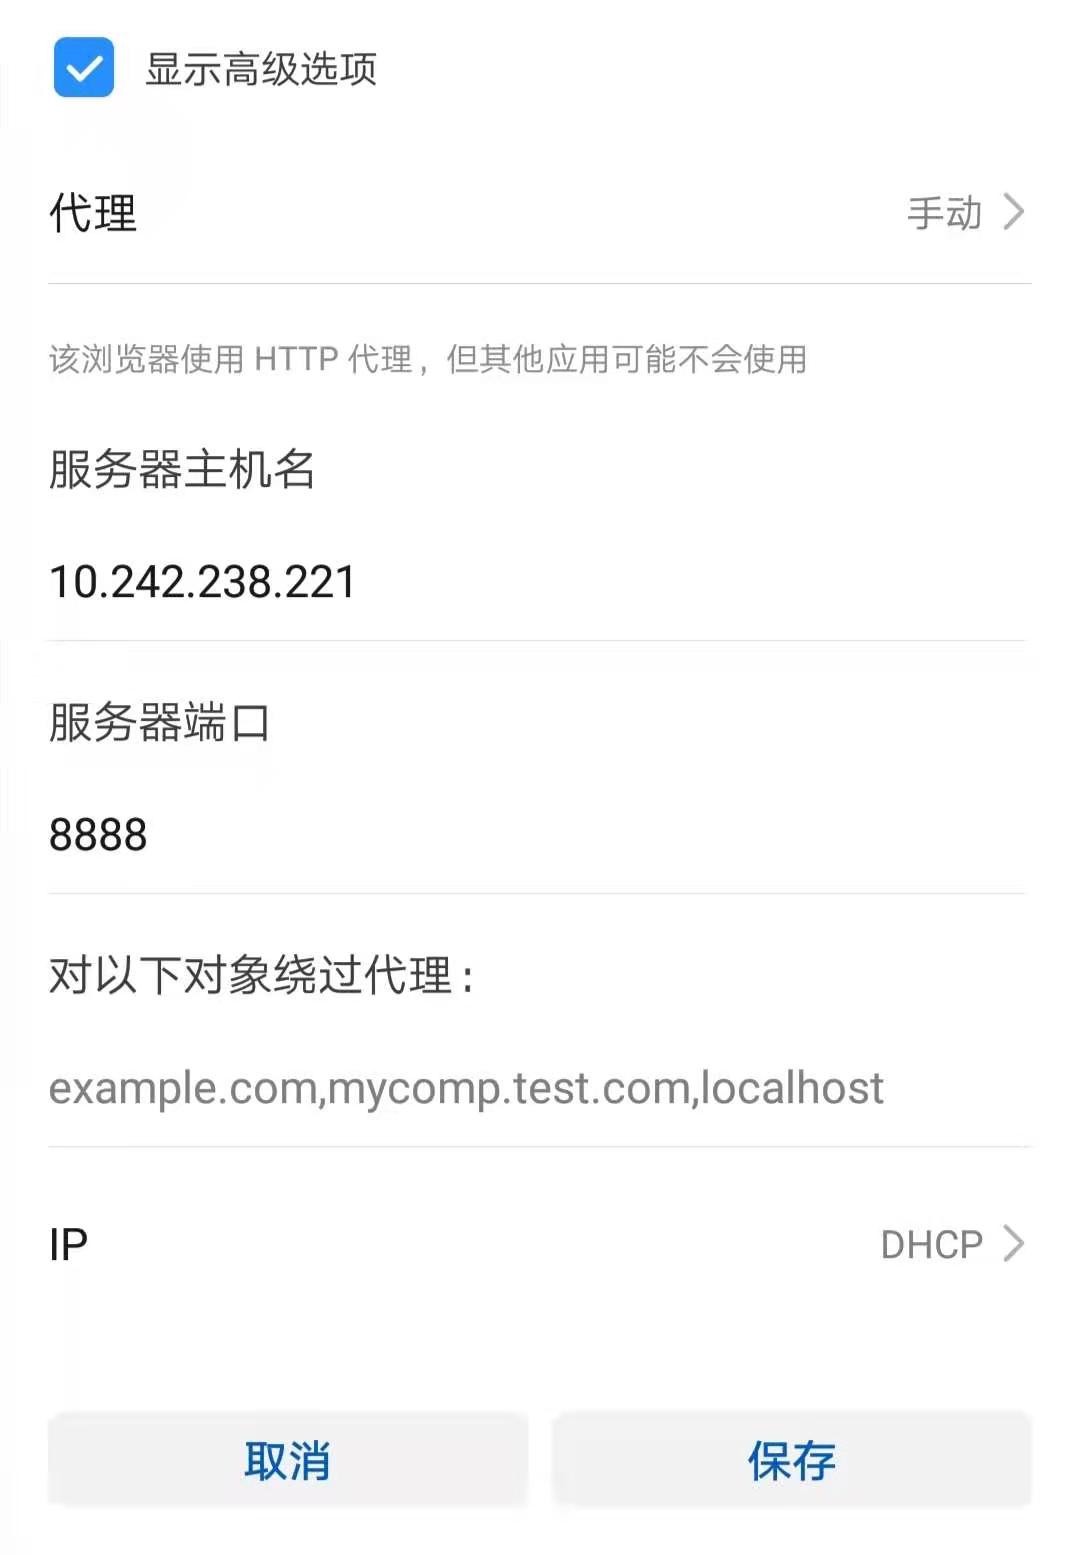 显示高级选项
代理 手动
该浏览器使用 HTTP 代理，但其他应用可能不会使用
服务器主机名
10.242.238.221
服务器端口
8888
对以下对象绕过代理：
example.com,mycomp.test.com,localhost
IP DHCP
取消 保存